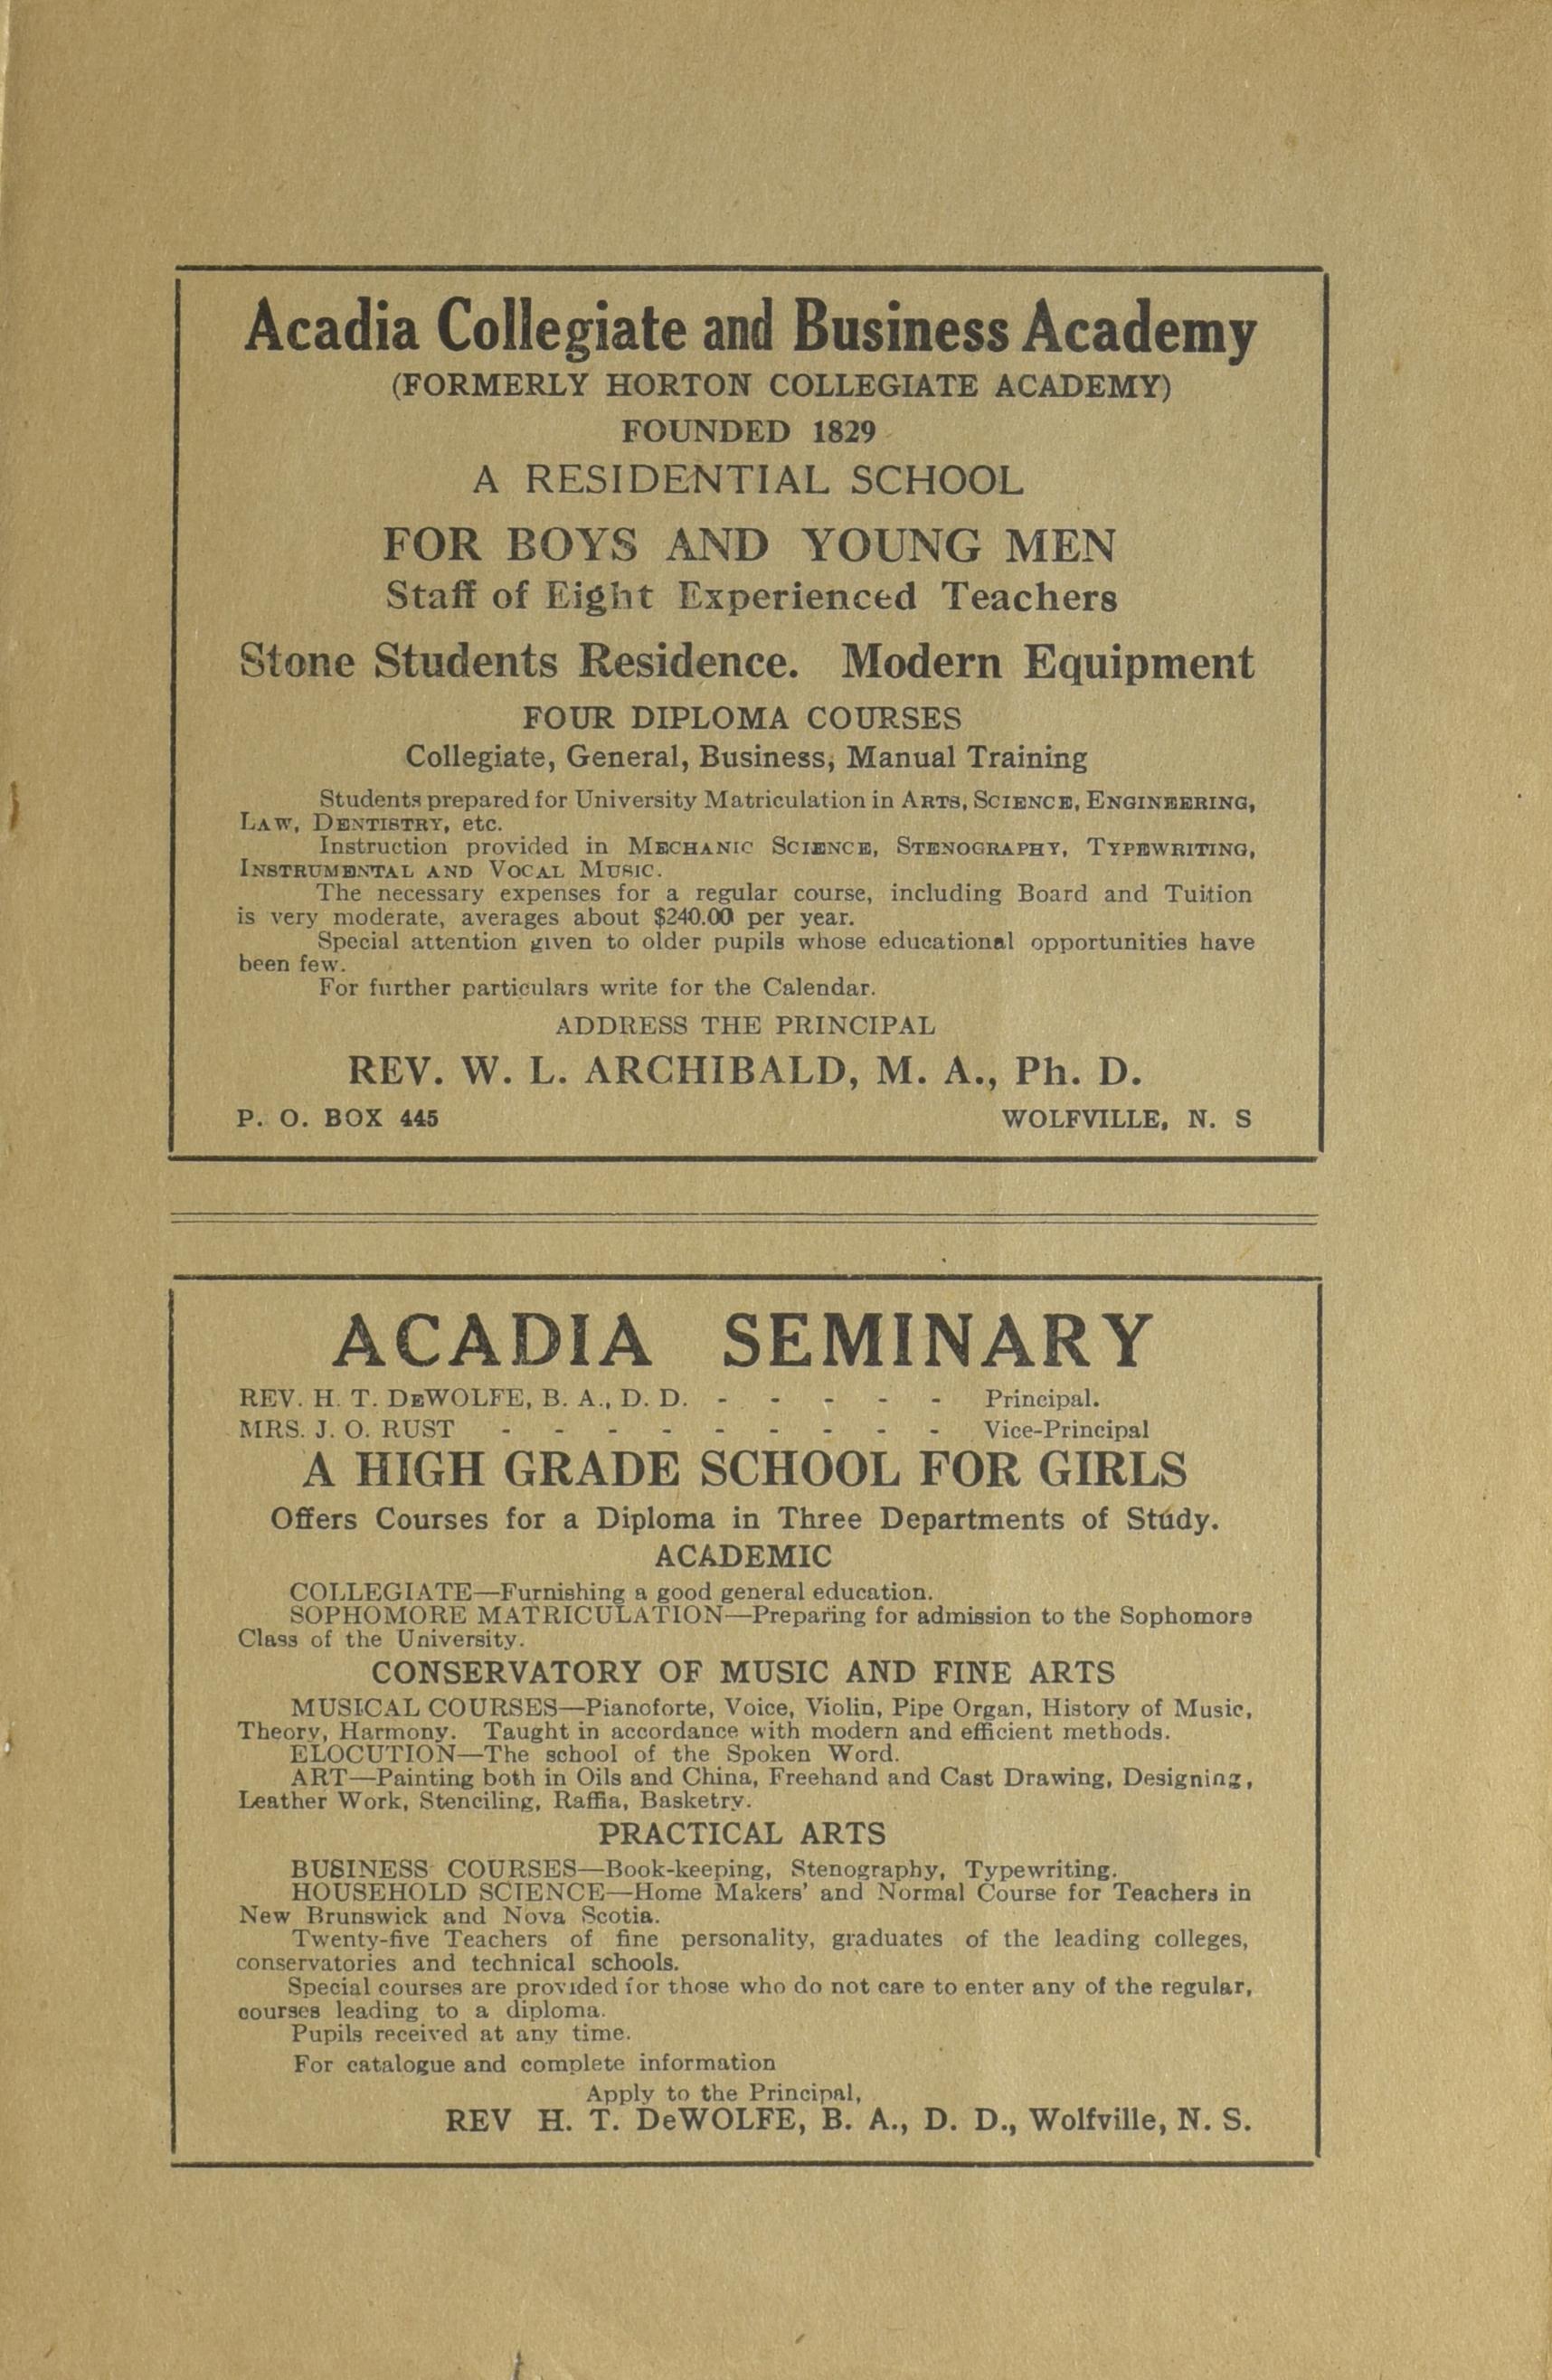 Acadia Collegiate and Business Academy
(FORMERLY HORTON COLLEGIATE ACADEMY)
FOUNDED 1829
A RESIDENTIAL SCHOOL
FOR BOYS AND YOUNG MEN
Staff of Eight Experienced Teachers
Stone Students Residence. Modern Equipment
FOUR DIPLOMA COURSES
Collegiate, General, Business, Manual Training
Students prepared for University Matriculation in ARTS, SCIENCE, ENGINEERING,
LAW, DENTISTRY, etc.
Instruction provided in MECHANIC SCIENCE, STENOGRAPHY, TYPEWRITING,
INSTRUMENTAL AND VOCAL MUSIC.
The necessary expenses for a regular course, including Board and Tuition
is very moderate, averages about $240.00 per year.
Special attention given to older pupils whose educational opportunities have
been few.
For further particulars write for the Calendar.
ADDRESS THE PRINCIPAL
REV. W. L. ARCHIBALD, M. A., Ph. D.
P. O. BOX 445 WOLFVILLE, N. S
ACADIA SEMINARY
REV. H. T. DeWOLFE, B. A., D. D. - - - - - Principal.
MRS. J. O. RUST - - - - - - - - - Vice-Principal
A HIGH GRADE SCHOOL FOR GIRLS
Offers Courses for a Diploma in Three Departments of Study.
ACADEMIC
COLLEGIATE—Furnishing a good general education.
SOPHOMORE MATRICULATION—Preparing for admission to the Sophomore
Class of the University.
CONSERVATORY OF MUSIC AND FINE ARTS
MUSICAL COURSES—Pianoforte, Voice, Violin, Pipe Organ, History of Music,
Theory, Harmony. Taught in accordance with modern and efficient methods.
ELOCUTION—The school of the Spoken Word.
ART—Painting both in Oils and China, Freehand and Cast Drawing, Designing,
Leather Work, Stenciling, Raffia, Basketry.
PRACTICAL ARTS
BUSINESS COURSES—Book-keeping, Stenography, Typewriting.
HOUSEHOLD SCIENCE—Home Makers' and Normal Course for Teachers in
New Brunswick and Nova Scotia.
Twenty-five Teachers of fine personality, graduates of the leading colleges,
conservatories and technical schools.
Special courses are provided for those who do not care to enter any of the regular,
courses leading to a diploma.
Pupils received at any time.
For catalogue and complete information
Apply to the Principal,
REV H. T. DeWOLFE, B. A., D. D., Wolfville, N. S.